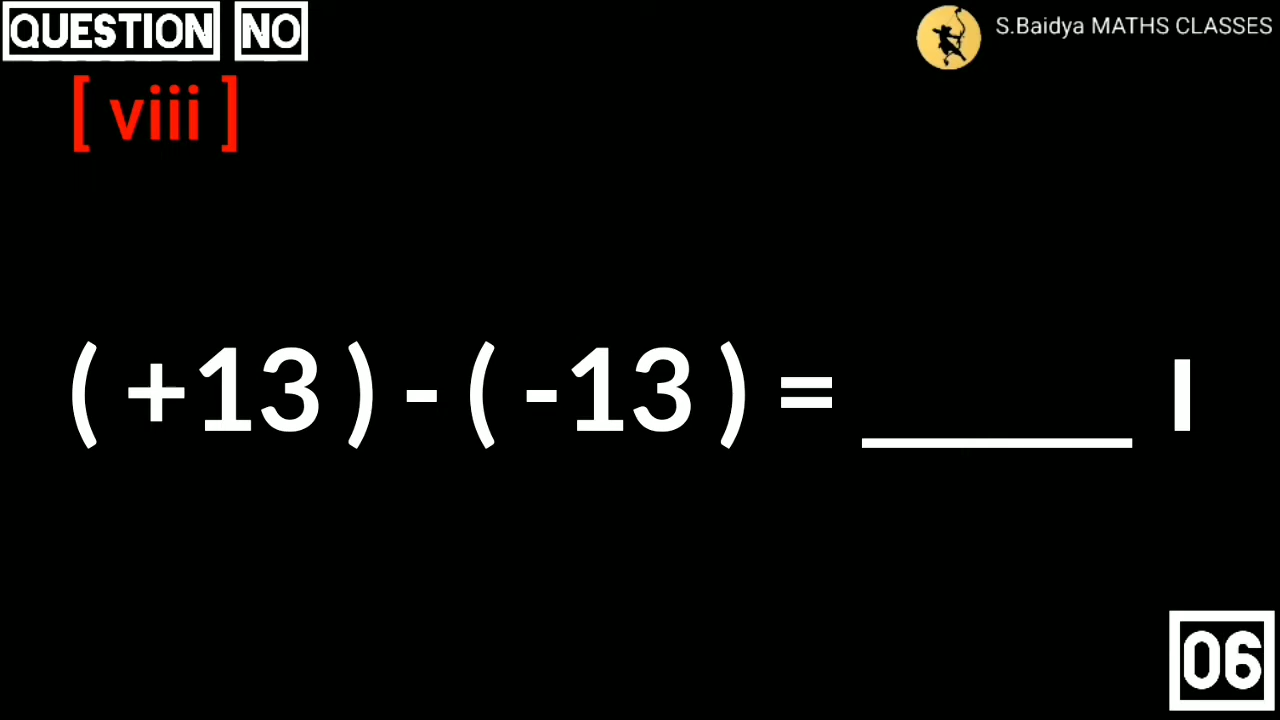 QUESTION NO
S.Baidya MATHS CLASSES
[ viii ]
( +13 ) - ( -13 ) = _____ I
06